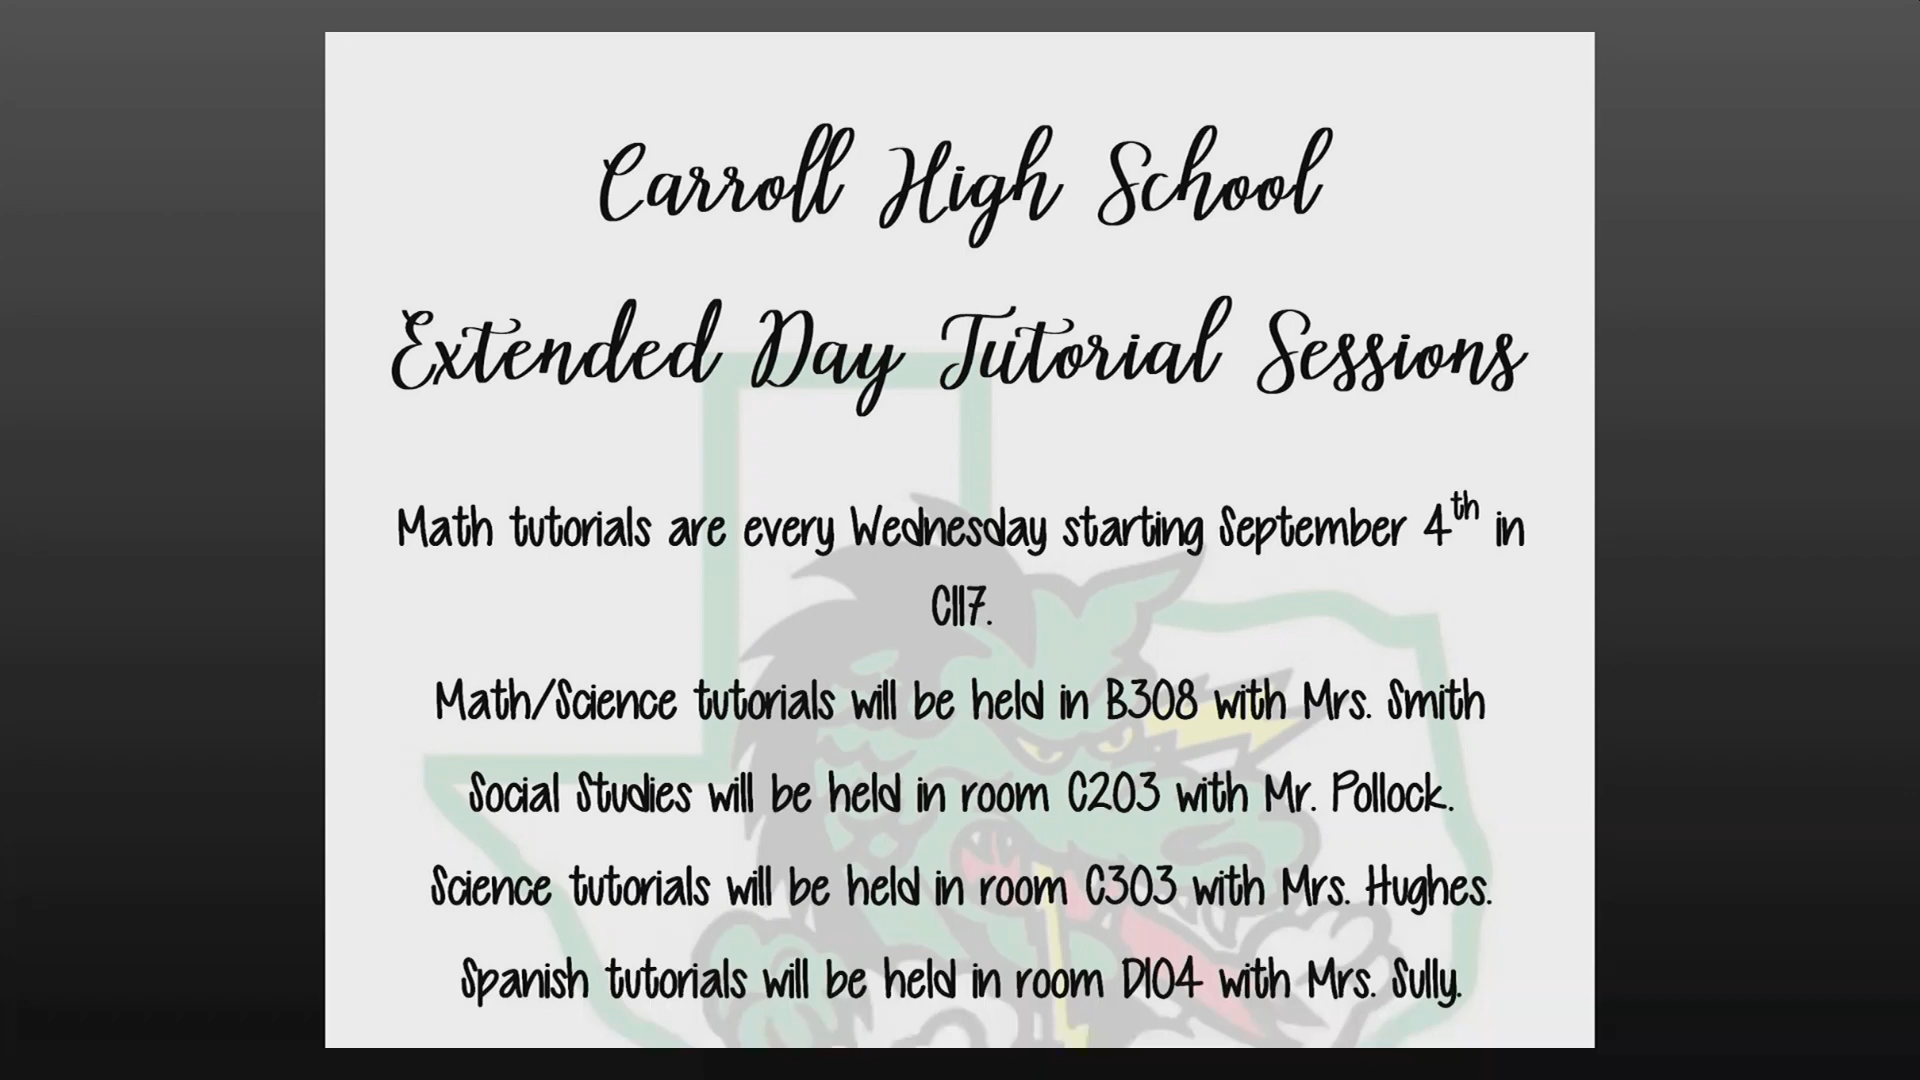 Carroll High School
Extended Day Tutorial Sessions
Math tutorials are every Wednesday starting September 4th in
C117.
Math/Science tutorials will be held in B308 with Mrs. Smith
Social Studies will be held in room C203 with Mr. Pollock.
Science tutorials will be held in room C303 with Mrs. Hughes.
Spanish tutorials will be held in room D104 with Mrs. Sully.